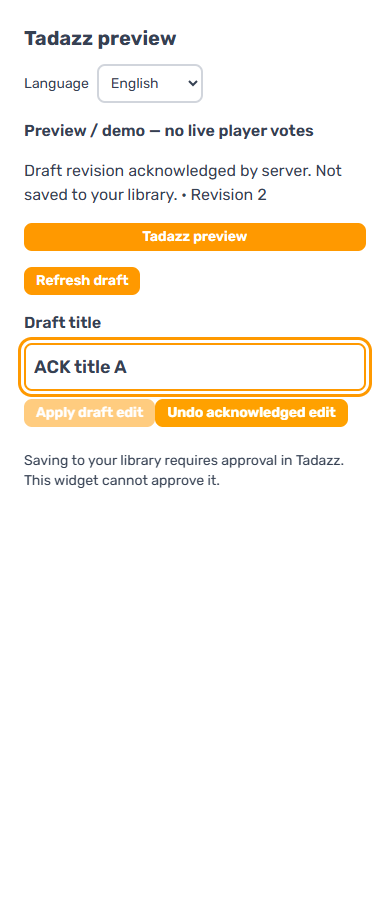 Tadazz preview
Language English
Preview / demo — no live player votes
Draft revision acknowledged by server. Not
saved to your library. • Revision 2
Tadazz preview
Refresh draft
Draft title
ACK title A
Apply draft edit Undo acknowledged edit
Saving to your library requires approval in Tadazz.
This widget cannot approve it.